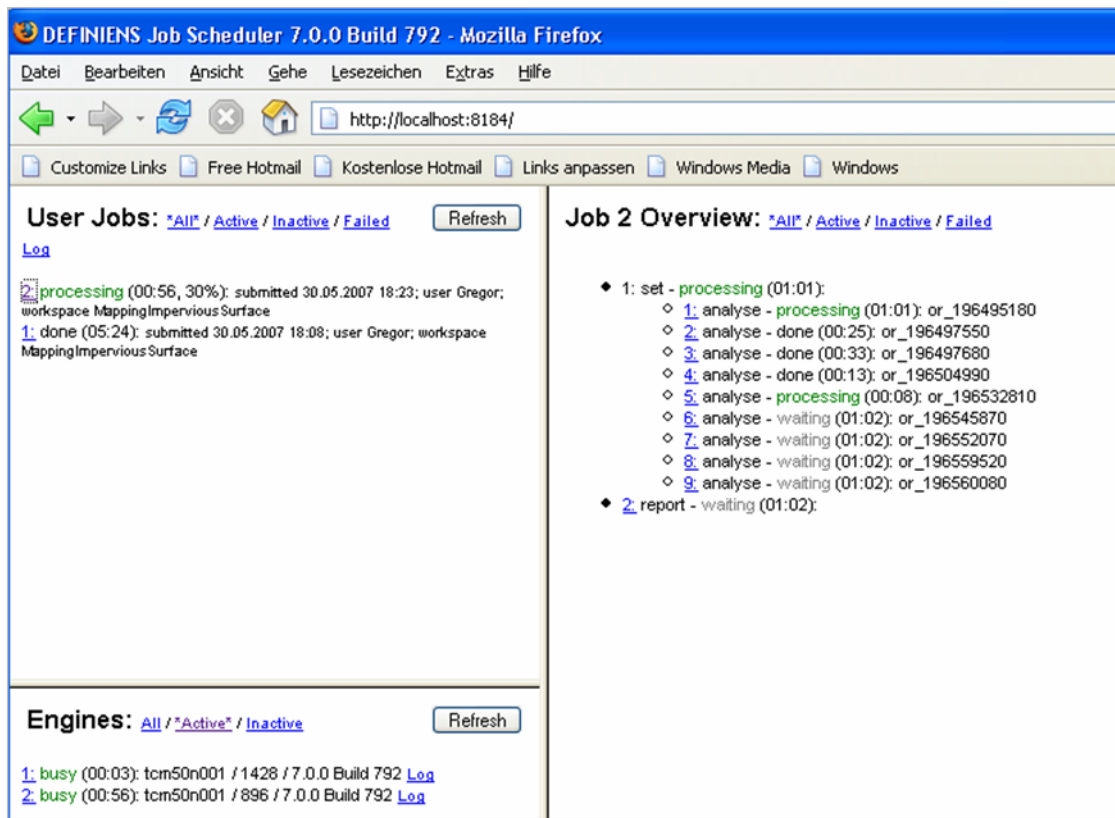 DEFINIENS Job Scheduler 7.0.0 Build 792 - Mozilla Firefox
Datei Bearbeiten Ansicht Gehe Lesezeichen Extras Hilfe
http://localhost:8184/
Customize Links Free Hotmail Kostenlose Hotmail Links anpassen Windows Media Windows
User Jobs: *All* / Active / Inactive / Failed Refresh
Log
2: processing (00:56, 30%): submitted 30.05.2007 18:23; user Gregor;
workspace MappingImperviousSurface
1: done (05:24): submitted 30.05.2007 18:08; user Gregor; workspace
MappingImperviousSurface
Job 2 Overview: *All* / Active / Inactive / Failed
1: set - processing (01:01):
1: analyse - processing (01:01): or_196495180
2: analyse - done (00:25): or_196497550
3: analyse - done (00:33): or_196497680
4: analyse - done (00:13): or_196504990
5: analyse - processing (00:08): or_196532810
6: analyse - waiting (01:02): or_196545870
7: analyse - waiting (01:02): or_196552070
8: analyse - waiting (01:02): or_196559520
9: analyse - waiting (01:02): or_196560080
2: report - waiting (01:02):
Engines: All / *Active* / Inactive Refresh
1: busy (00:03): tcm50n001 / 1428 / 7.0.0 Build 792 Log
2: busy (00:56): tcm50n001 / 896 / 7.0.0 Build 792 Log